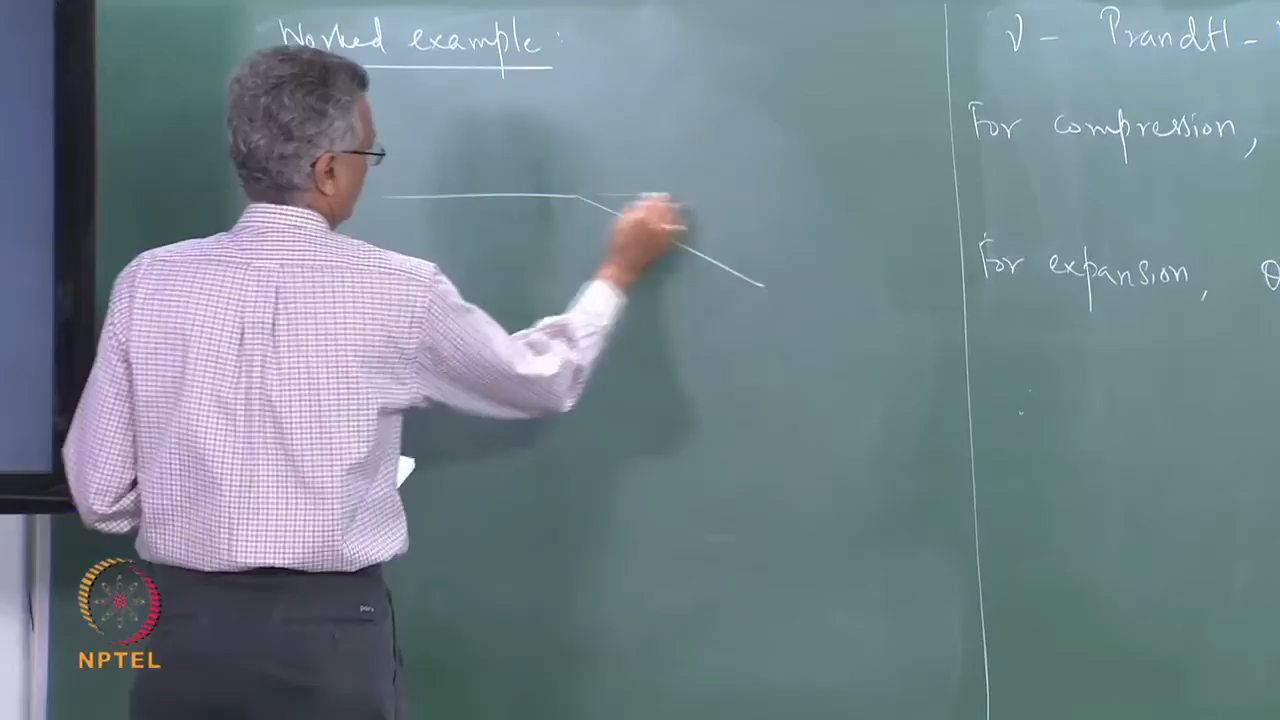 Worked example:
ν - Prandtl -
For compression,
For expansion, θ
NPTEL